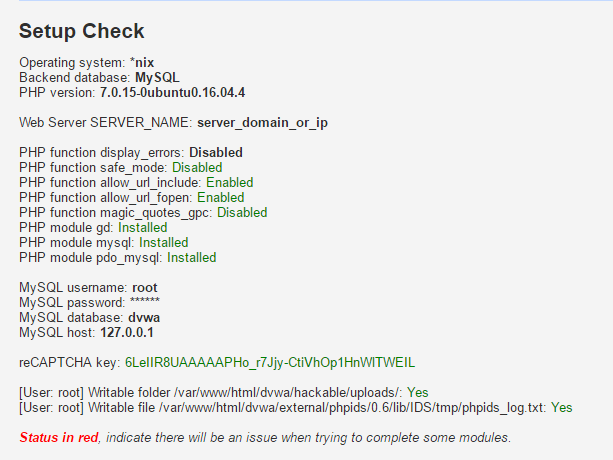 Setup Check
Operating system: *nix
Backend database: MySQL
PHP version: 7.0.15-0ubuntu0.16.04.4
Web Server SERVER_NAME: server_domain_or_ip
PHP function display_errors: Disabled
PHP function safe_mode: Disabled
PHP function allow_url_include: Enabled
PHP function allow_url_fopen: Enabled
PHP function magic_quotes_gpc: Disabled
PHP module gd: Installed
PHP module mysql: Installed
PHP module pdo_mysql: Installed
MySQL username: root
MySQL password: ******
MySQL database: dvwa
MySQL host: 127.0.0.1
reCAPTCHA key: 6LeIIR8UAAAAAPHo_r7Jjy-CtiVhOp1HnWlTWEIL
[User: root] Writable folder /var/www/html/dvwa/hackable/uploads/: Yes
[User: root] Writable file /var/www/html/dvwa/external/phpids/0.6/lib/IDS/tmp/phpids_log.txt: Yes
Status in red, indicate there will be an issue when trying to complete some modules.